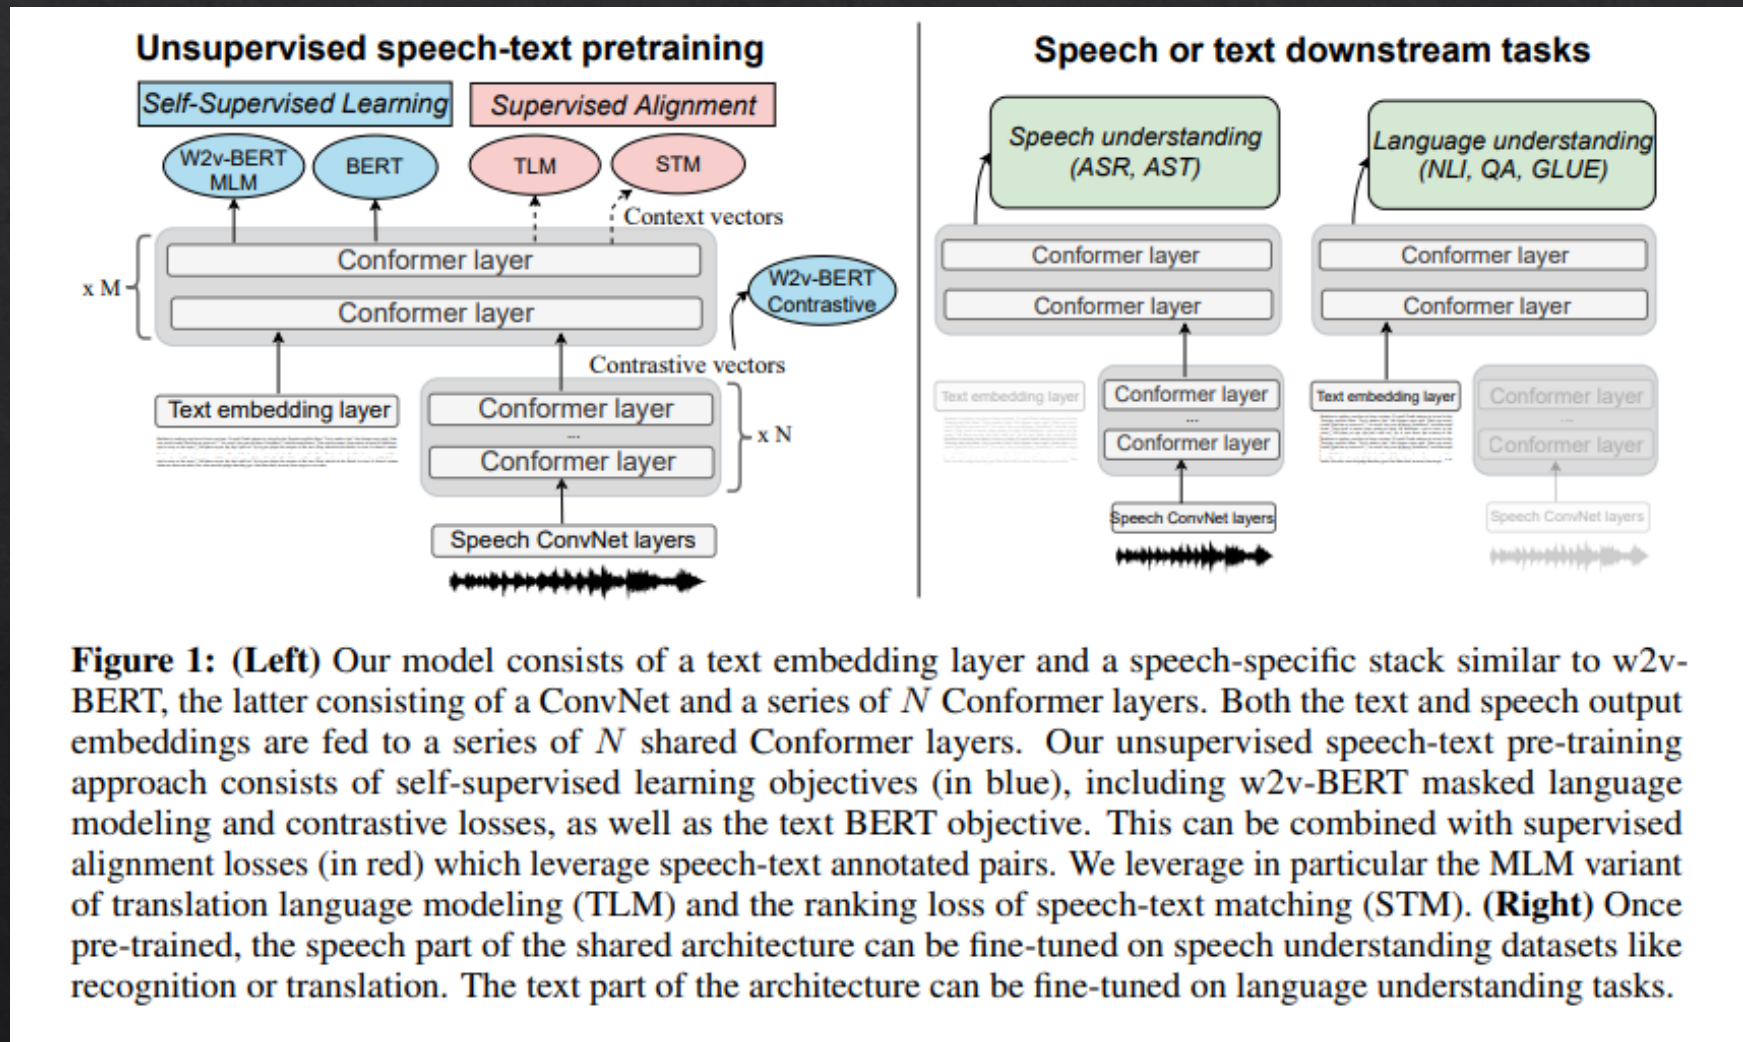 Unsupervised speech-text pretraining
Self-Supervised Learning
Supervised Alignment
W2v-BERT
MLM
BERT
TLM
STM
Context vectors
Conformer layer
x M
Conformer layer
W2v-BERT
Contrastive
Contrastive vectors
Text embedding layer
Conformer layer
...
x N
Conformer layer
Speech ConvNet layers
Speech or text downstream tasks
Speech understanding
(ASR, AST)
Conformer layer
Conformer layer
Text embedding layer
Conformer layer
...
Conformer layer
Speech ConvNet layers
Language understanding
(NLI, QA, GLUE)
Conformer layer
Conformer layer
Text embedding layer
Conformer layer
...
Conformer layer
Speech ConvNet layers
Figure 1: (Left) Our model consists of a text embedding layer and a speech-specific stack similar to w2v-
BERT, the latter consisting of a ConvNet and a series of N Conformer layers. Both the text and speech output
embeddings are fed to a series of N shared Conformer layers. Our unsupervised speech-text pre-training
approach consists of self-supervised learning objectives (in blue), including w2v-BERT masked language
modeling and contrastive losses, as well as the text BERT objective. This can be combined with supervised
alignment losses (in red) which leverage speech-text annotated pairs. We leverage in particular the MLM variant
of translation language modeling (TLM) and the ranking loss of speech-text matching (STM). (Right) Once
pre-trained, the speech part of the shared architecture can be fine-tuned on speech understanding datasets like
recognition or translation. The text part of the architecture can be fine-tuned on language understanding tasks.